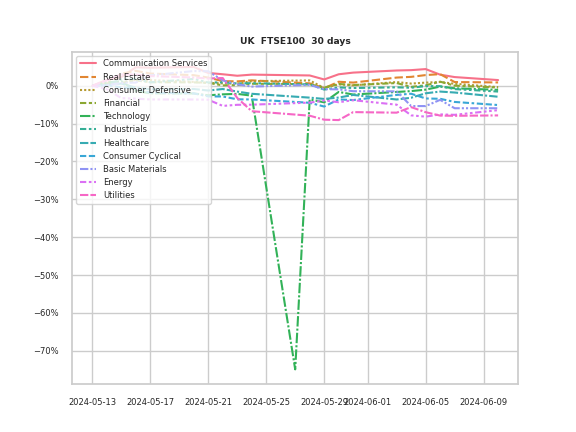 UK  FTSE100  30 days
Communication Services
Real Estate
Consumer Defensive
Financial
Technology
Industrials
Healthcare
Consumer Cyclical
Basic Materials
Energy
Utilities
0%
−10%
−20%
−30%
−40%
−50%
−60%
−70%
2024-05-13 2024-05-17 2024-05-21 2024-05-25 2024-05-29 2024-06-01 2024-06-05 2024-06-09